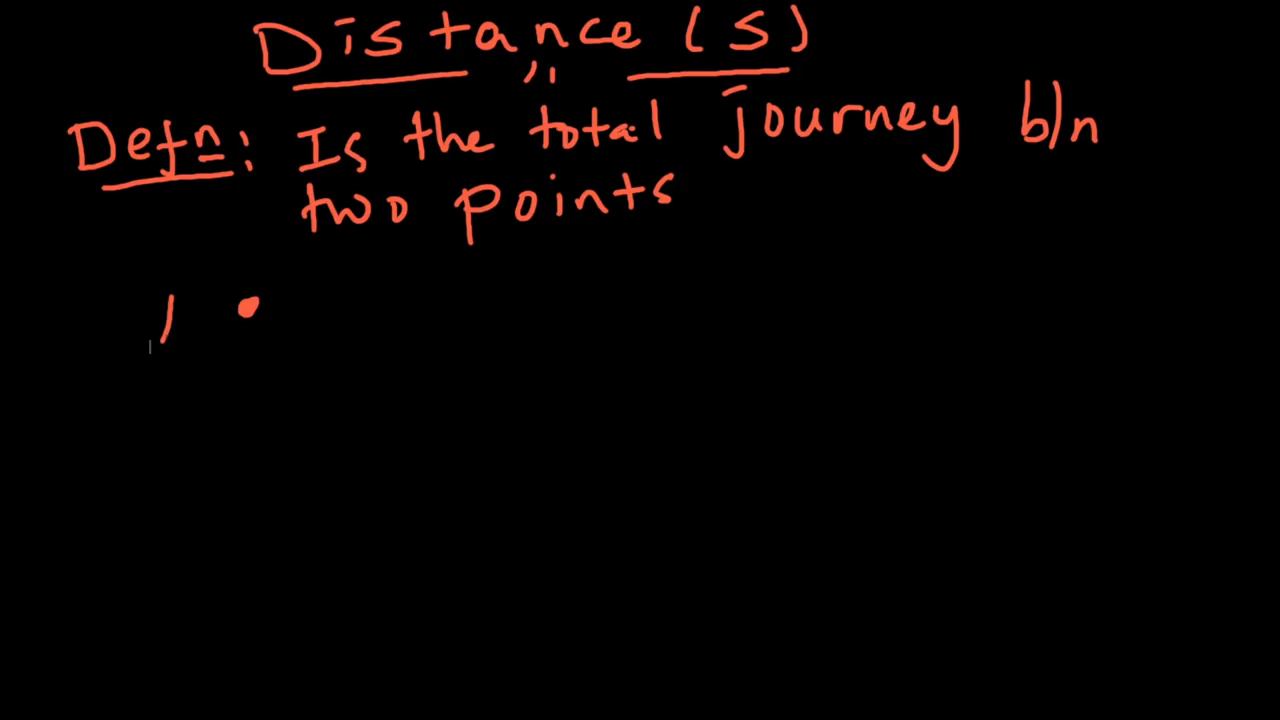 Distance (s)
Defn: Is the total journey b/n
two points